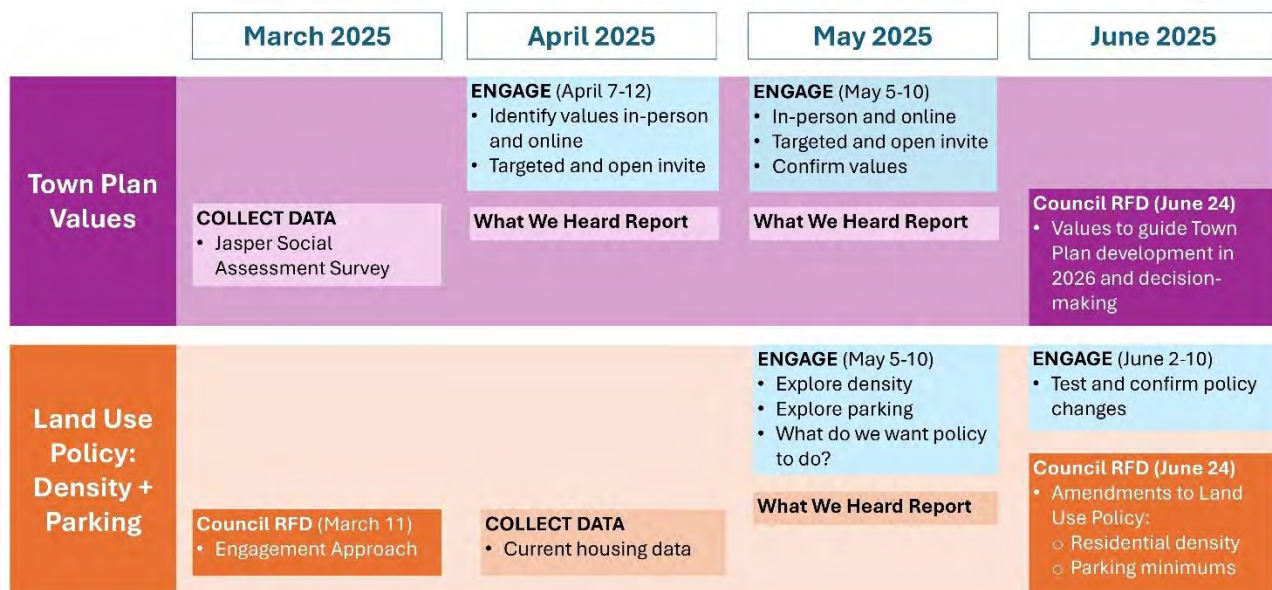 March 2025
April 2025
May 2025
June 2025
Town Plan
Values
COLLECT DATA
• Jasper Social
Assessment Survey
ENGAGE (April 7-12)
• Identify values in-person
and online
• Targeted and open invite
What We Heard Report
ENGAGE (May 5-10)
• In-person and online
• Targeted and open invite
• Confirm values
What We Heard Report
Council RFD (June 24)
• Values to guide Town
Plan development in
2026 and decision-
making
Land Use
Policy:
Density +
Parking
Council RFD (March 11)
• Engagement Approach
COLLECT DATA
• Current housing data
ENGAGE (May 5-10)
• Explore density
• Explore parking
• What do we want policy
to do?
What We Heard Report
ENGAGE (June 2-10)
• Test and confirm policy
changes
Council RFD (June 24)
• Amendments to Land
Use Policy:
○ Residential density
○ Parking minimums